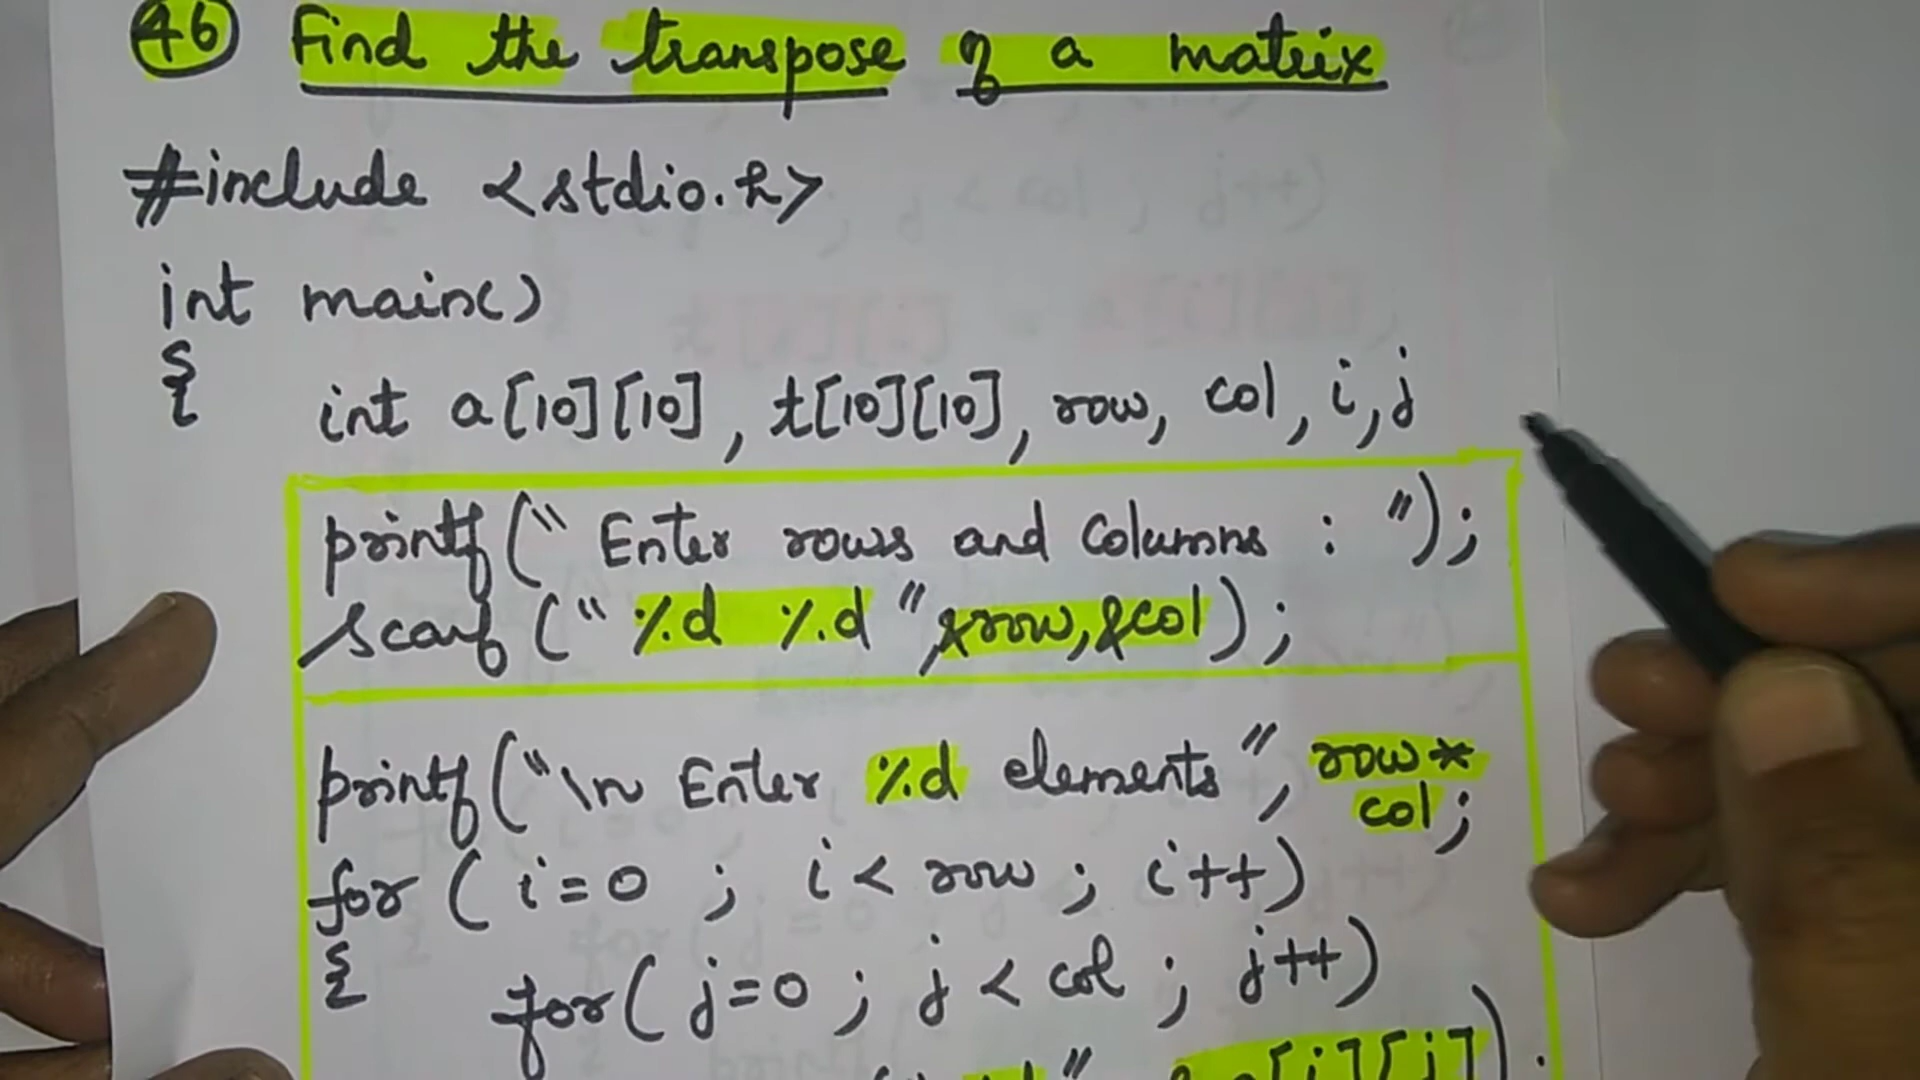 46 Find the transpose of a matrix
#include <stdio.h>
int main()
{
int a[10][10], t[10][10], row, col, i,j
printf("Enter rows and columns : ");
scanf("%d %d",&row,&col);
printf("\n Enter %d elements", row*
col;
for ( i=0 ; i< row ; i++)
{
for( j=0 ; j< col ; j++)
" a[i][j]);